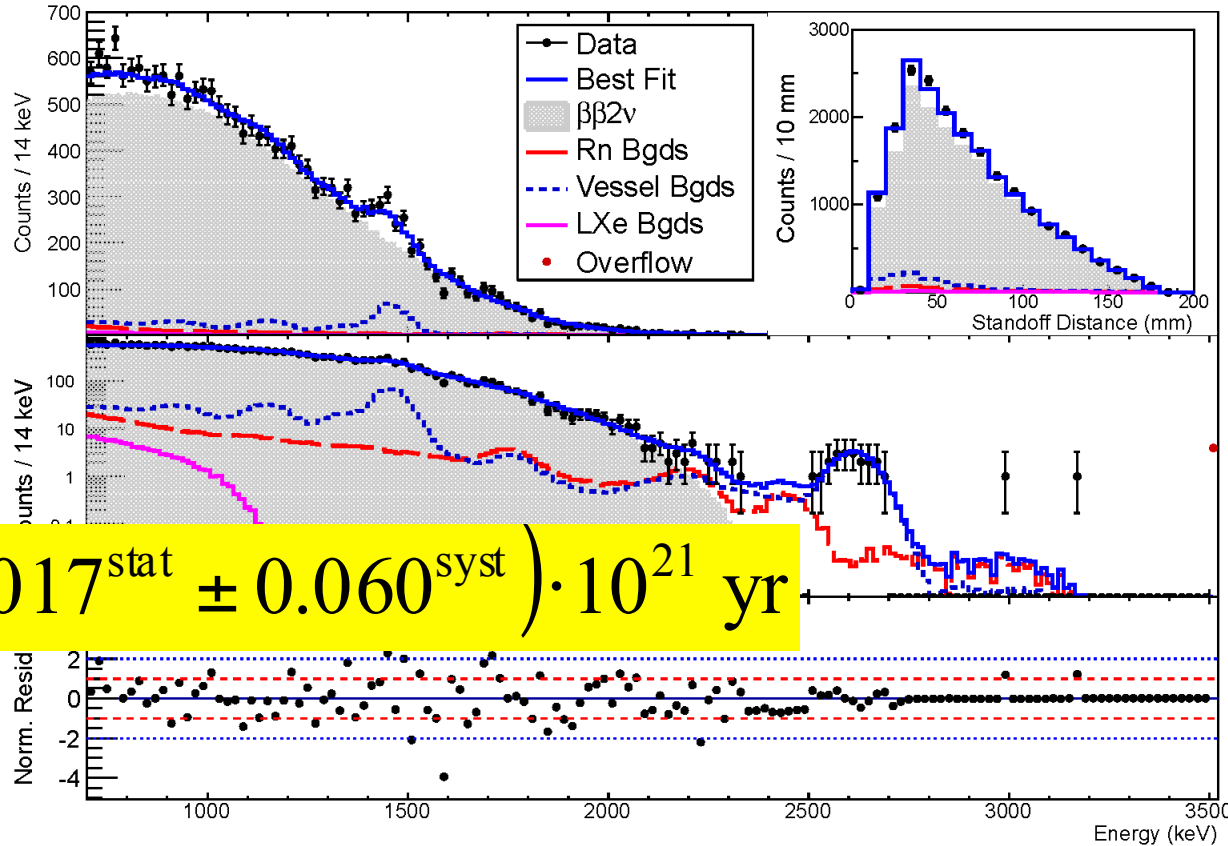 700
600
500
400
300
200
100
Counts / 14 keV
Data
Best Fit
ββ2ν
Rn Bgds
Vessel Bgds
LXe Bgds
Overflow
3000
2000
1000
Counts / 10 mm
0 50 100 150 200
Standoff Distance (mm)
100
10
1
ounts / 14 keV
017stat ± 0.060syst )·10²¹ yr
2
0
-2
-4
Norm. Resid
1000 1500 2000 2500 3000 3500
Energy (keV)